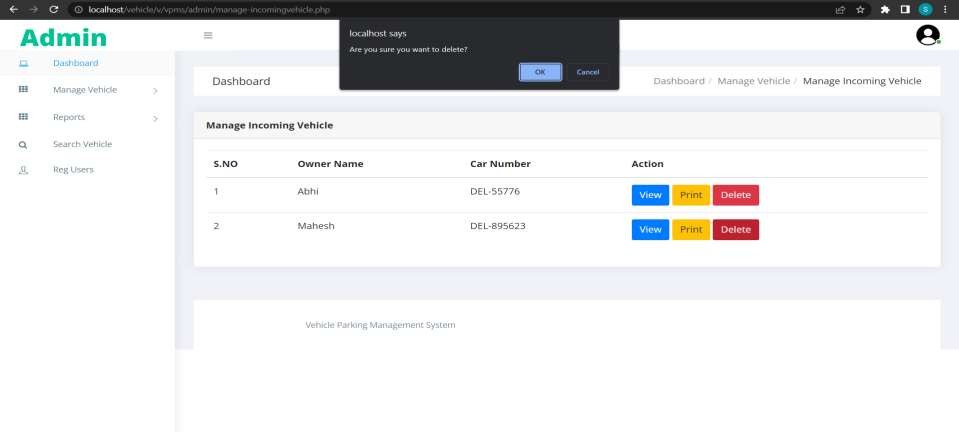 localhost/vehicle/v/vpms/admin/manage-incomingvehicle.php
S
localhost says
Are you sure you want to delete?
OK Cancel
Admin
Dashboard
Manage Vehicle
Reports
Search Vehicle
Reg Users
Dashboard
Dashboard / Manage Vehicle / Manage Incoming Vehicle
Manage Incoming Vehicle
S.NO Owner Name Car Number Action
1 Abhi DEL-55776 View Print Delete
2 Mahesh DEL-895623 View Print Delete
Vehicle Parking Management System